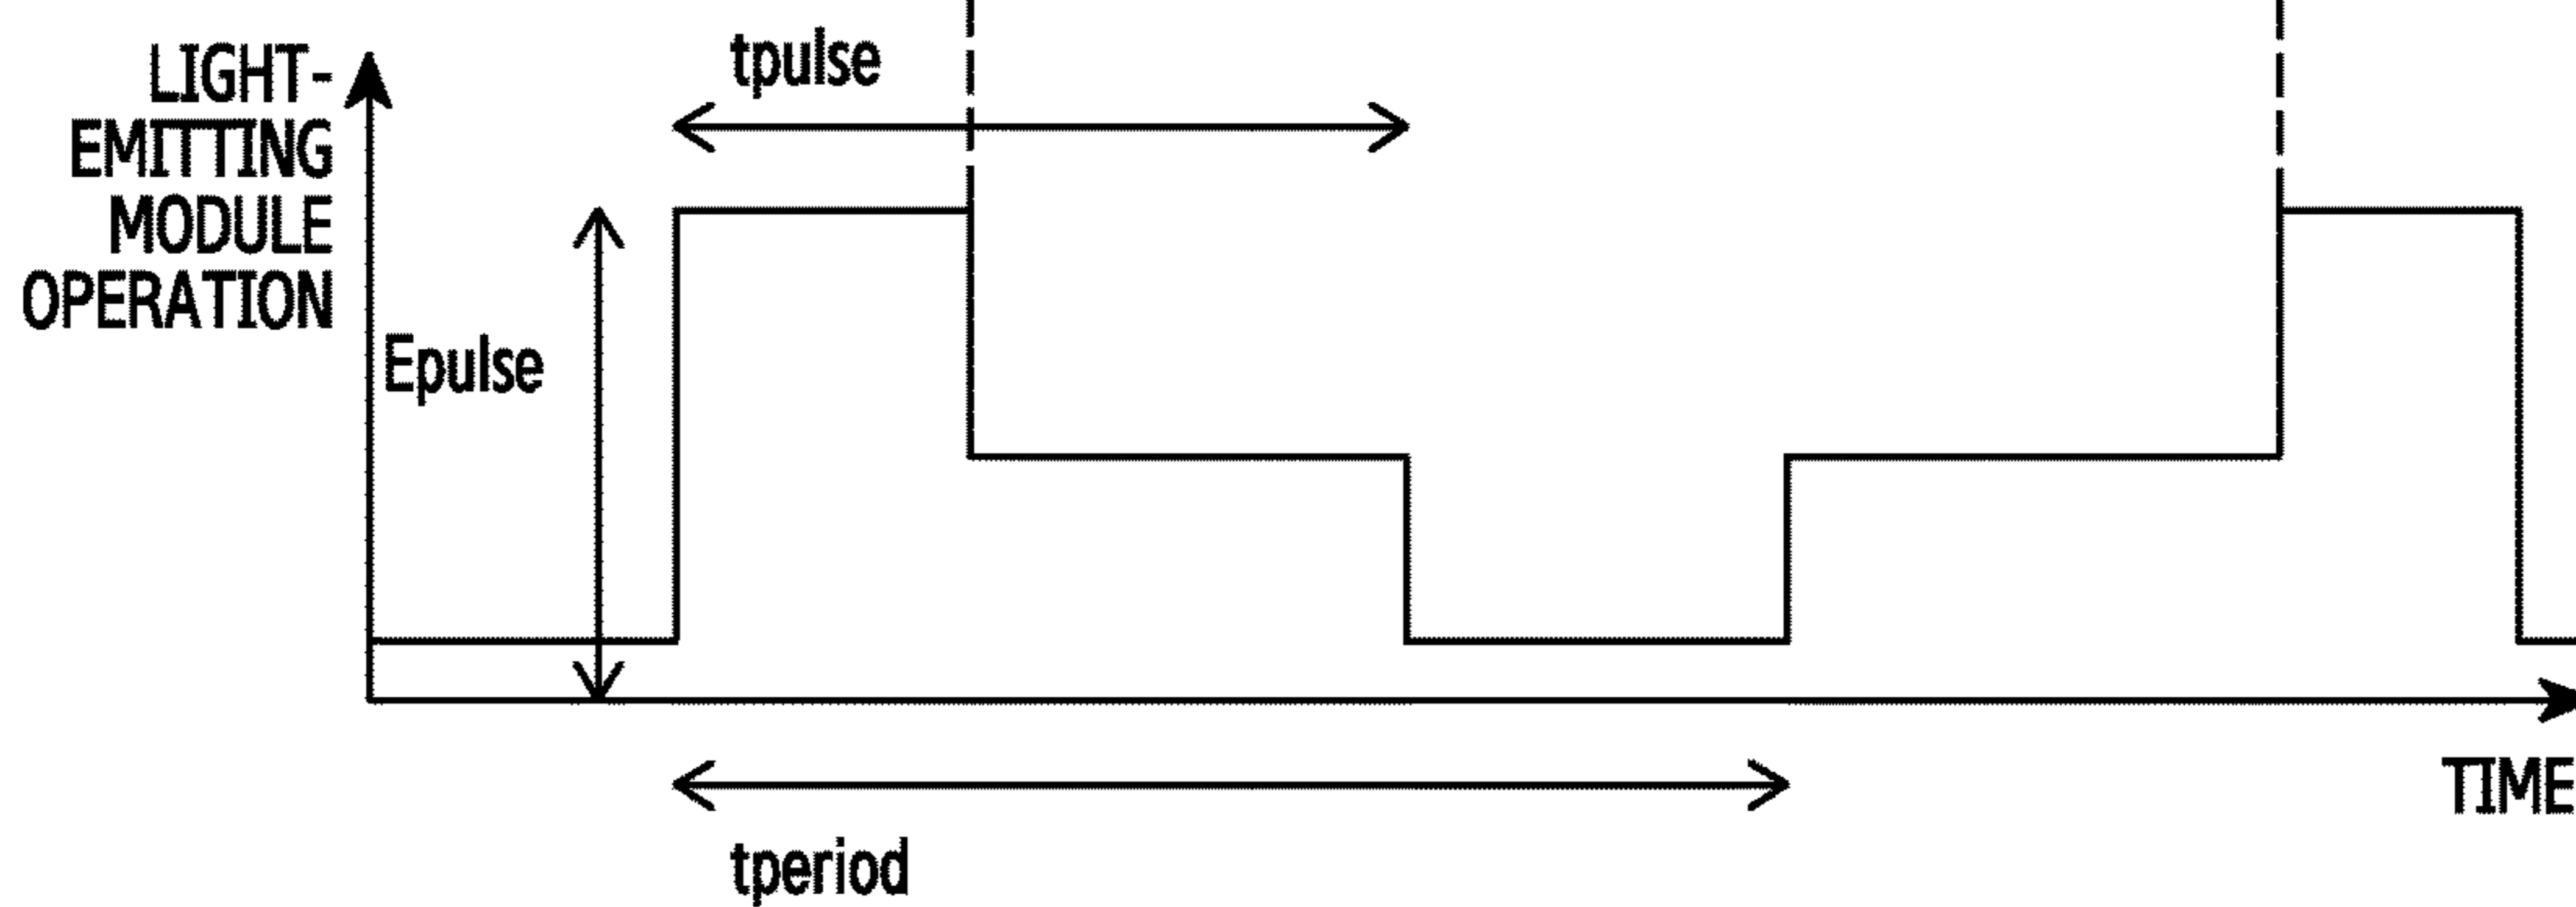 LIGHT-
EMITTING
MODULE
OPERATION
tpulse
Epulse
TIME
tperiod